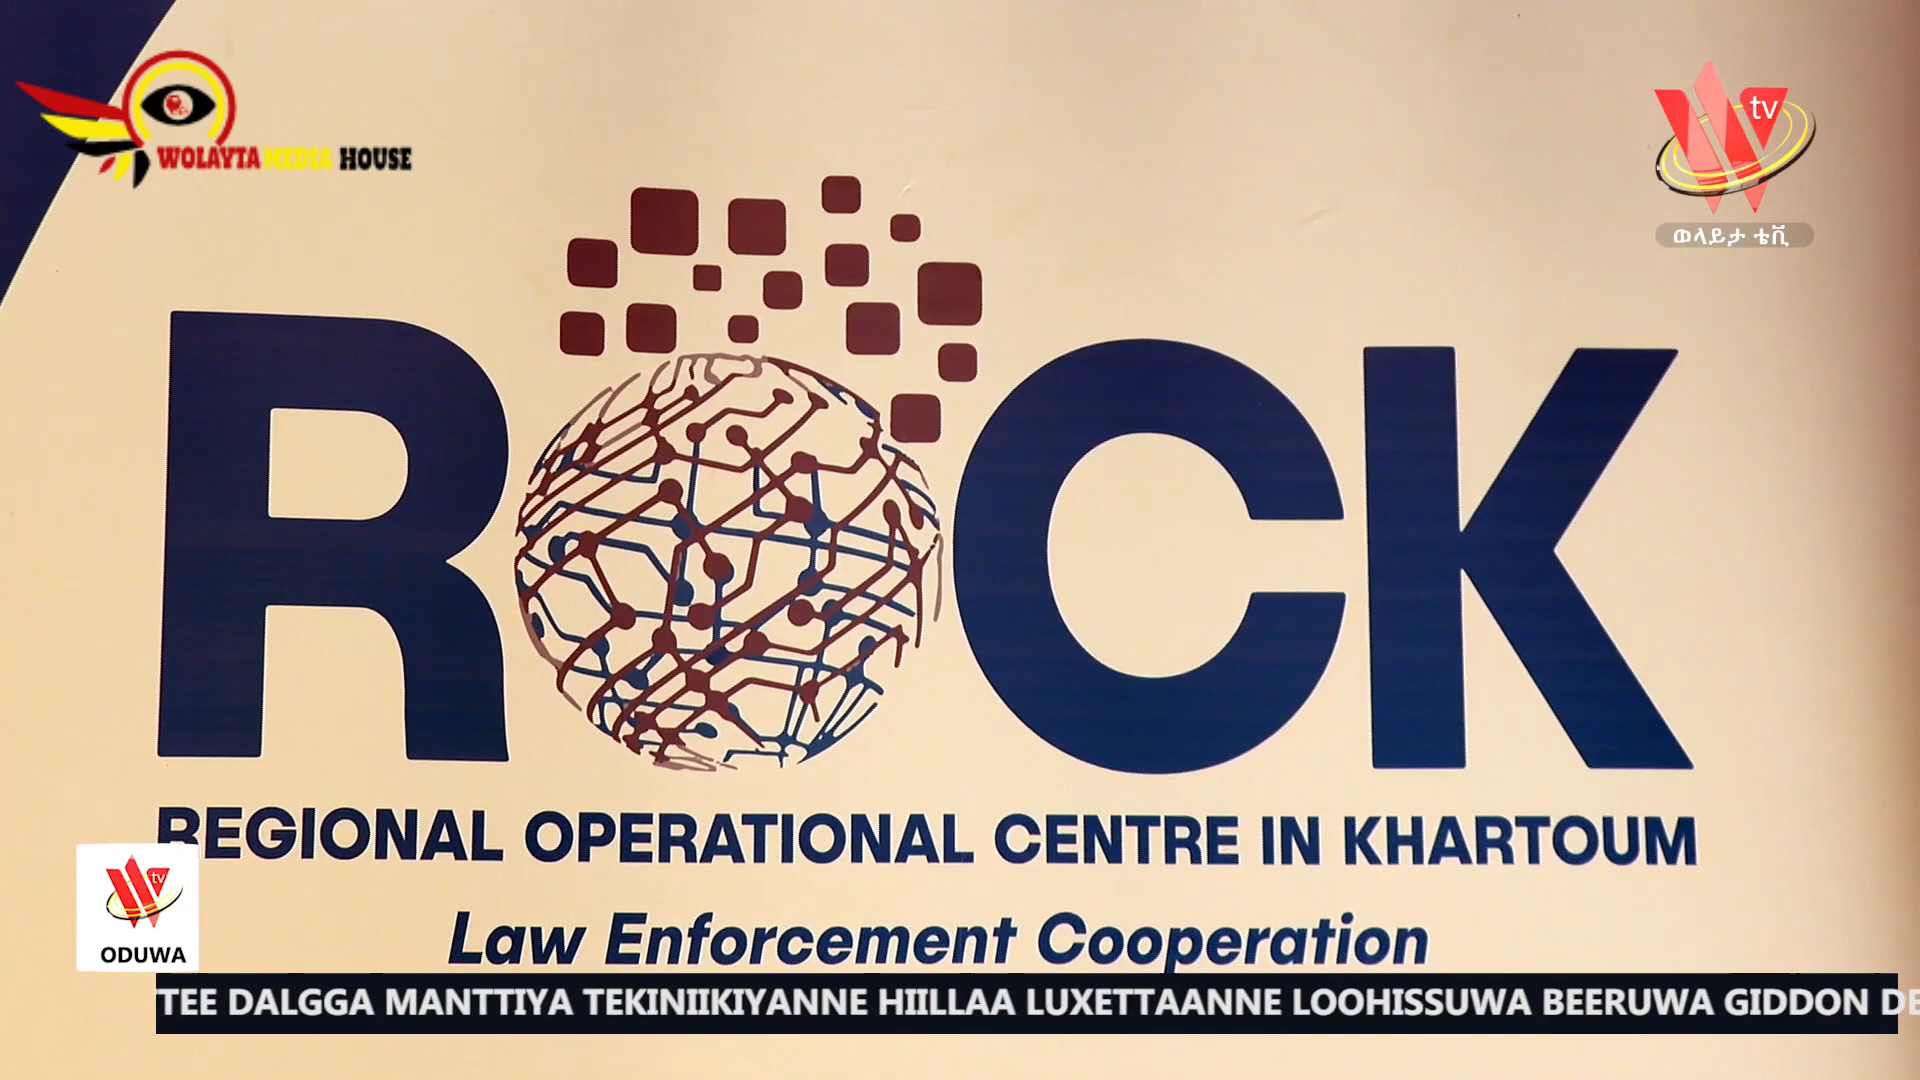 WOLAYTA MEDIA HOUSE
tv
ወላይታ ቴቪ
ROCK
REGIONAL OPERATIONAL CENTRE IN KHARTOUM
Law Enforcement Cooperation
tv
ODUWA
TEE DALGGA MANTTIYA TEKINIIKIYANNE HIILLAA LUXETTAANNE LOOHISSUWA BEERUWA GIDDON DE